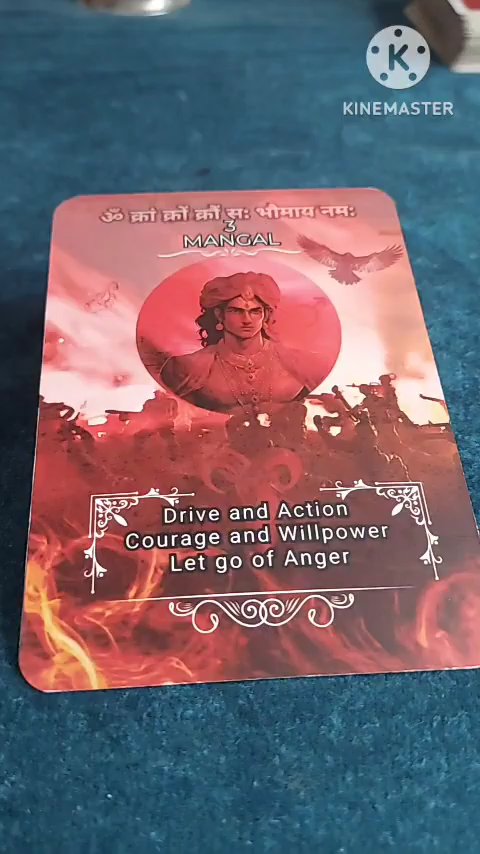 K
KINEMASTER
ॐ क्रां क्रों क्रौं सः भौमाय नमः
3
MANGAL
Drive and Action
Courage and Willpower
Let go of Anger